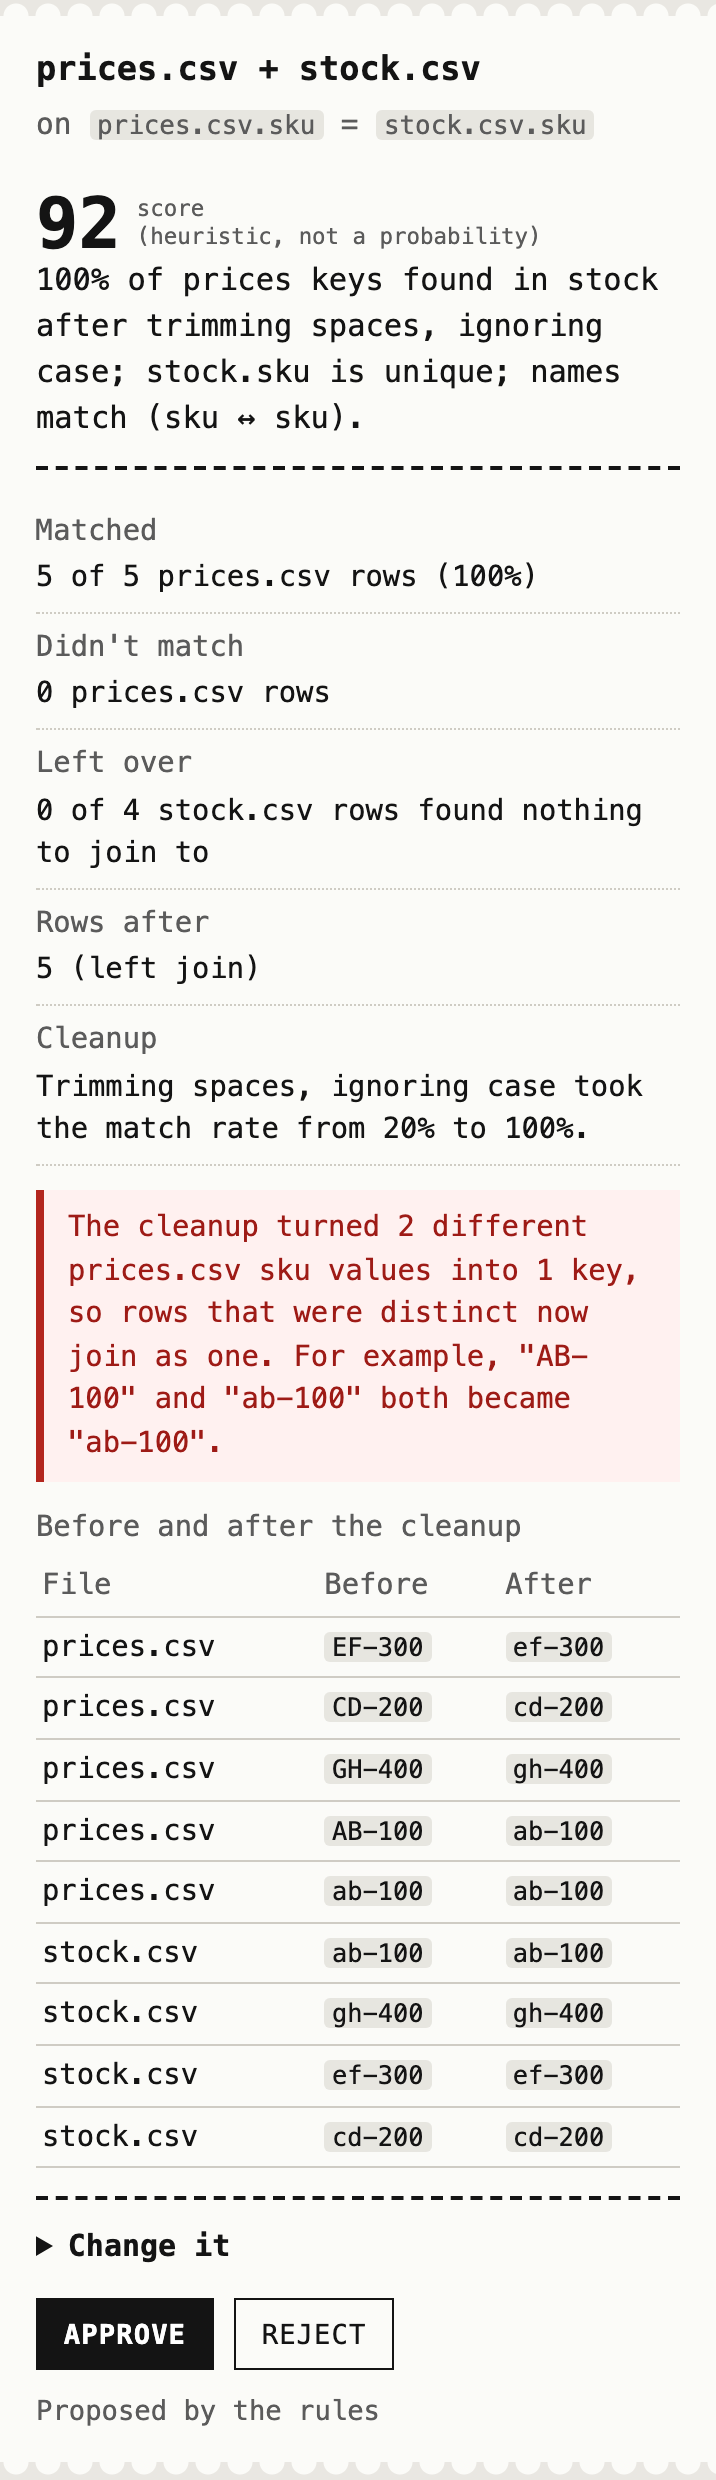 prices.csv + stock.csv
on prices.csv.sku = stock.csv.sku
92 score
(heuristic, not a probability)
100% of prices keys found in stock
after trimming spaces, ignoring
case; stock.sku is unique; names
match (sku ↔ sku).
Matched
5 of 5 prices.csv rows (100%)
Didn't match
0 prices.csv rows
Left over
0 of 4 stock.csv rows found nothing
to join to
Rows after
5 (left join)
Cleanup
Trimming spaces, ignoring case took
the match rate from 20% to 100%.
The cleanup turned 2 different
prices.csv sku values into 1 key,
so rows that were distinct now
join as one. For example, "AB-
100" and "ab-100" both became
"ab-100".
Before and after the cleanup
File Before After
prices.csv EF-300 ef-300
prices.csv CD-200 cd-200
prices.csv GH-400 gh-400
prices.csv AB-100 ab-100
prices.csv ab-100 ab-100
stock.csv ab-100 ab-100
stock.csv gh-400 gh-400
stock.csv ef-300 ef-300
stock.csv cd-200 cd-200
▶ Change it
APPROVE REJECT
Proposed by the rules